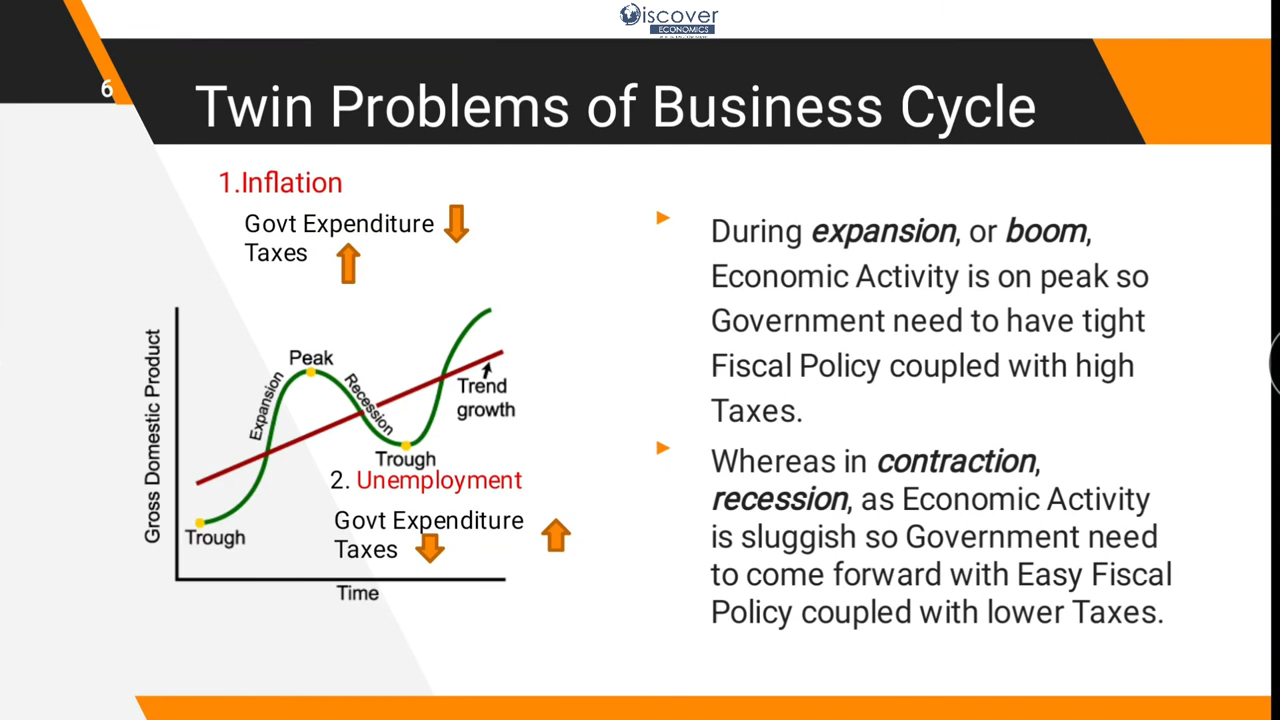 Discover
ECONOMICS
6
Twin Problems of Business Cycle
1.Inflation
Govt Expenditure
Taxes
Gross Domestic Product
Trough
Expansion
Peak
Recession
Trough
Trend
growth
2. Unemployment
Govt Expenditure
Taxes
Time
During expansion, or boom,
Economic Activity is on peak so
Government need to have tight
Fiscal Policy coupled with high
Taxes.
Whereas in contraction,
recession, as Economic Activity
is sluggish so Government need
to come forward with Easy Fiscal
Policy coupled with lower Taxes.